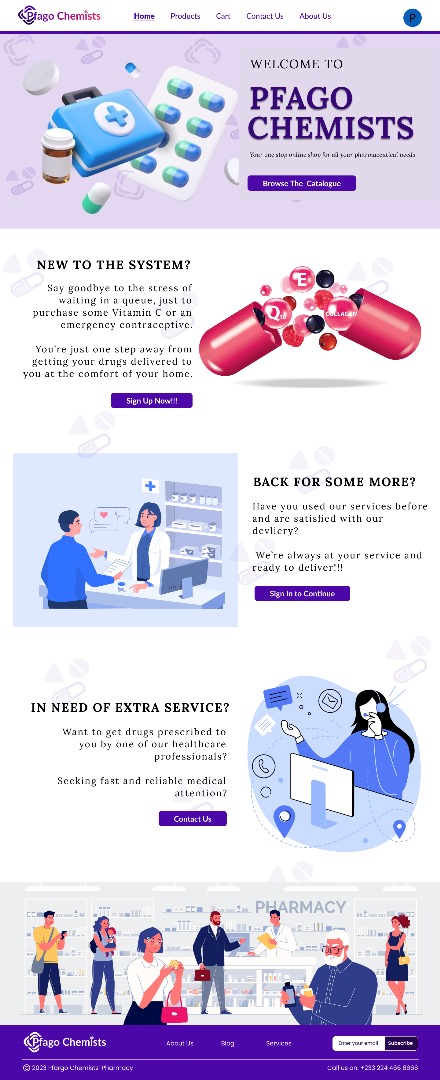 Pfago Chemists
Home Products Cart Contact Us About Us
P
WELCOME TO
PFAGO
CHEMISTS
Your one stop online shop for all your pharmaceutical needs
Browse The Catalogue
NEW TO THE SYSTEM?
Say goodbye to the stress of
waiting in a queue, just to
purchase some Vitamin C or an
emergency contraceptive.
You're just one step away from
getting your drugs delivered to
you at the comfort of your home.
Sign Up Now!!!
E
Q10
COLLAGEN
BACK FOR SOME MORE?
Have you used our services before
and are satisfied with our
devliery?
We're always at your service and
ready to deliver!!!
Sign In to Continue
IN NEED OF EXTRA SERVICE?
Want to get drugs prescribed to
you by one of our healthcare
professionals?
Seeking fast and reliable medical
attention?
Contact Us
PHARMACY
Pfago Chemists
About Us Blog Services
Enter your email Subscribe
© 2023 Pfargo Chemists' Pharmacy
Call us on: +233 224 466 6666